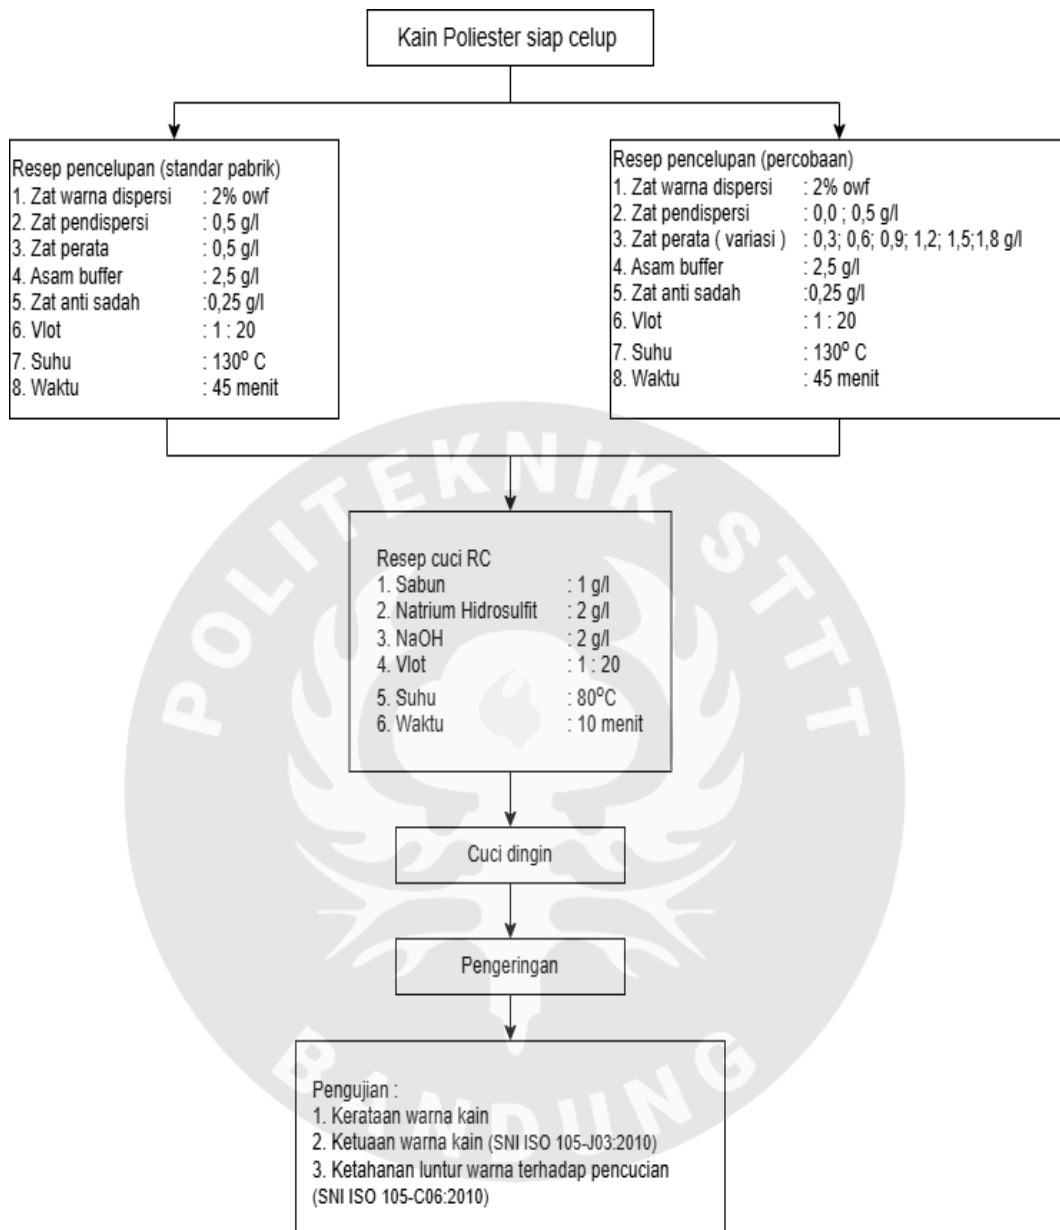 Kain Poliester siap celup
Resep pencelupan (standar pabrik)
1. Zat warna dispersi : 2% owf
2. Zat pendispersi : 0,5 g/l
3. Zat perata : 0,5 g/l
4. Asam buffer : 2,5 g/l
5. Zat anti sadah :0,25 g/l
6. Vlot : 1 : 20
7. Suhu : 130º C
8. Waktu : 45 menit
Resep pencelupan (percobaan)
1. Zat warna dispersi : 2% owf
2. Zat pendispersi : 0,0 ; 0,5 g/l
3. Zat perata ( variasi ) : 0,3; 0,6; 0,9; 1,2; 1,5;1,8 g/l
4. Asam buffer : 2,5 g/l
5. Zat anti sadah :0,25 g/l
6. Vlot : 1 : 20
7. Suhu : 130º C
8. Waktu : 45 menit
POLITEKNIK STTT
Resep cuci RC
1. Sabun : 1 g/l
2. Natrium Hidrosulfit : 2 g/l
3. NaOH : 2 g/l
4. Vlot : 1 : 20
5. Suhu : 80ºC
6. Waktu : 10 menit
Cuci dingin
Pengeringan
BANDUNG
Pengujian :
1. Kerataan warna kain
2. Ketuaan warna kain (SNI ISO 105-J03:2010)
3. Ketahanan luntur warna terhadap pencucian
(SNI ISO 105-C06:2010)